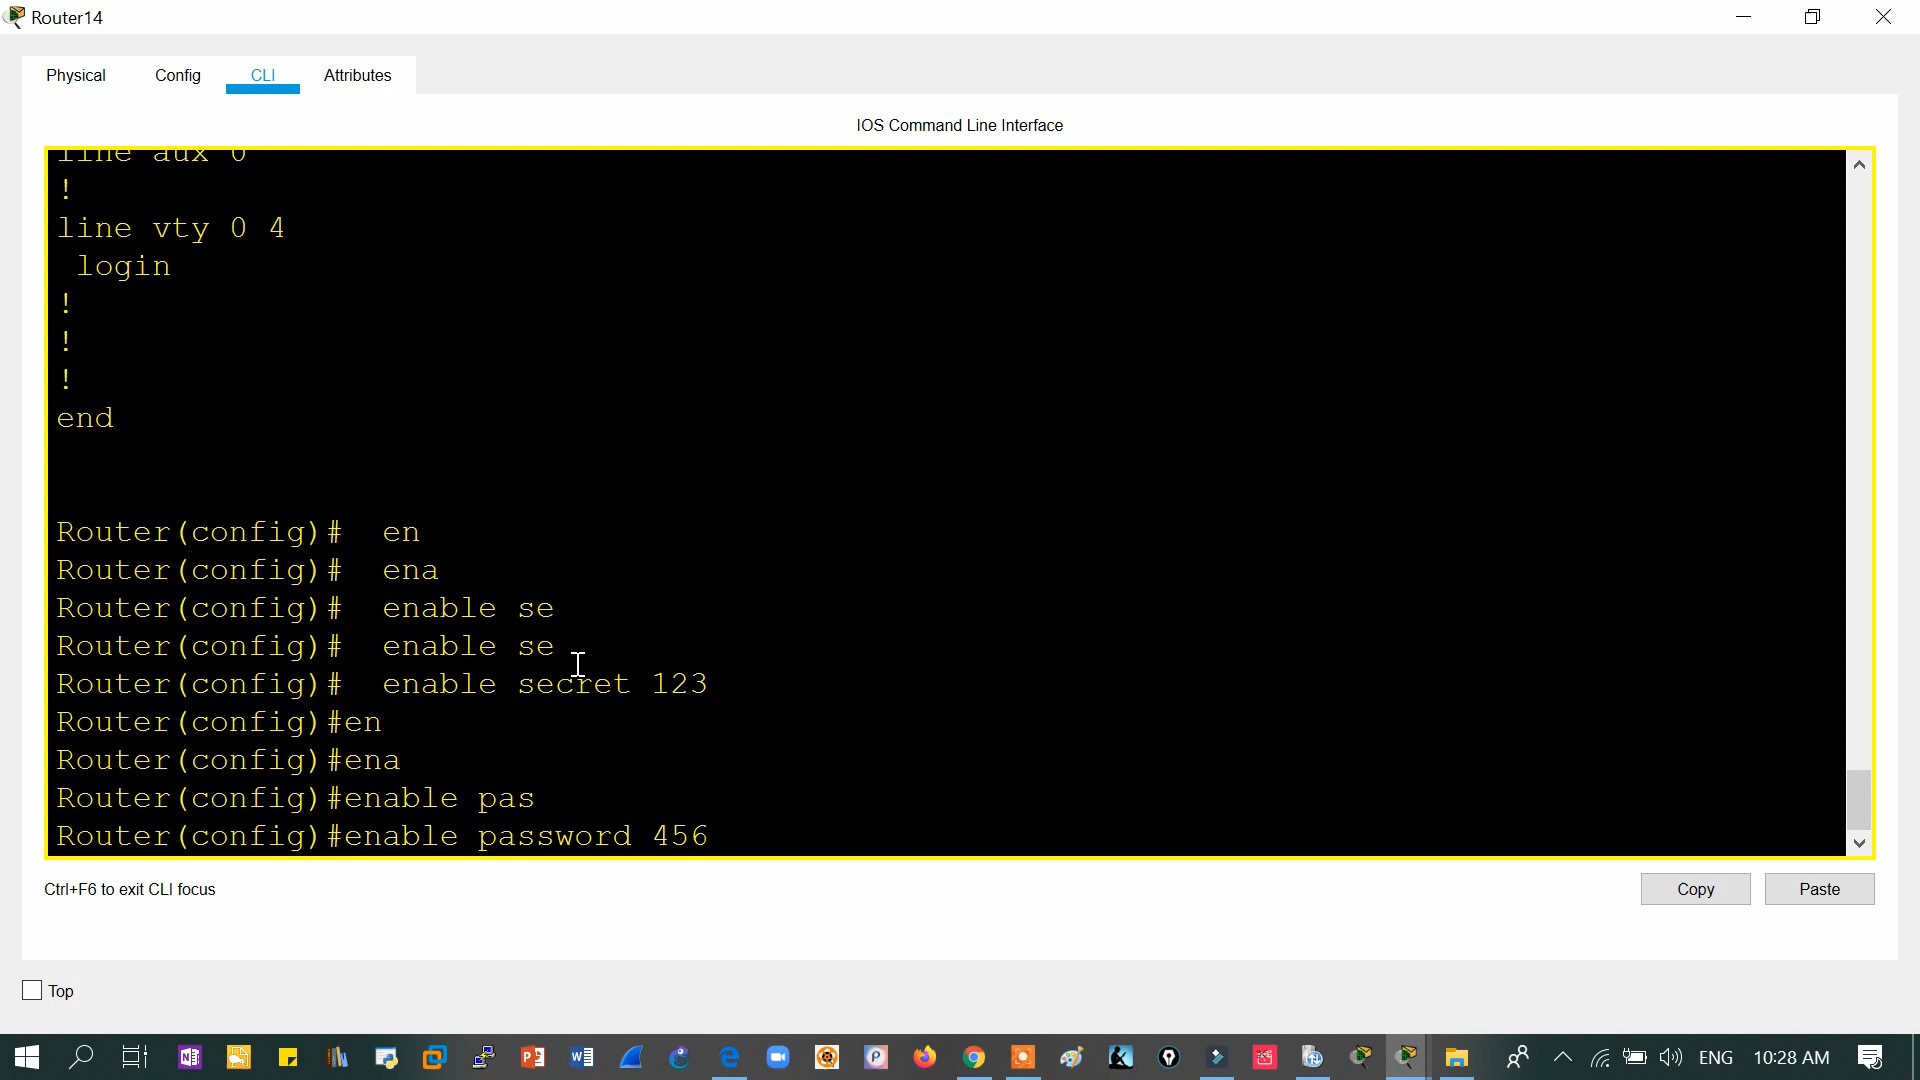 Router14
Physical Config CLI Attributes
IOS Command Line Interface
line aux 0
!
line vty 0 4
 login
!
!
!
end
Router(config)#  en
Router(config)#  ena
Router(config)#  enable se
Router(config)#  enable se
Router(config)#  enable secret 123
Router(config)#en
Router(config)#ena
Router(config)#enable pas
Router(config)#enable password 456
Ctrl+F6 to exit CLI focus
Copy Paste
Top
ENG 10:28 AM